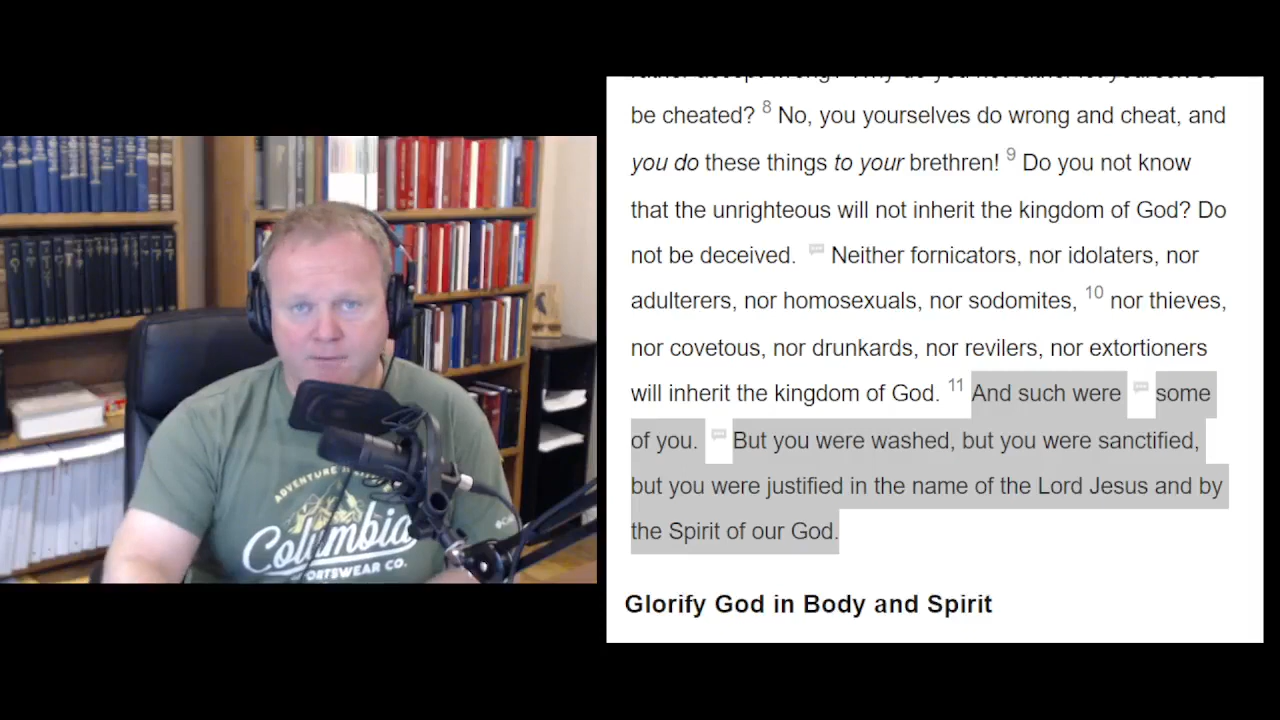 be cheated? 8 No, you yourselves do wrong and cheat, and
you do these things to your brethren! 9 Do you not know
that the unrighteous will not inherit the kingdom of God? Do
not be deceived. Neither fornicators, nor idolaters, nor
adulterers, nor homosexuals, nor sodomites, 10 nor thieves,
nor covetous, nor drunkards, nor revilers, nor extortioners
will inherit the kingdom of God. 11 And such were some
of you. But you were washed, but you were sanctified,
but you were justified in the name of the Lord Jesus and by
the Spirit of our God.
Glorify God in Body and Spirit
ADVENTURE
Columbia
SPORTSWEAR CO.